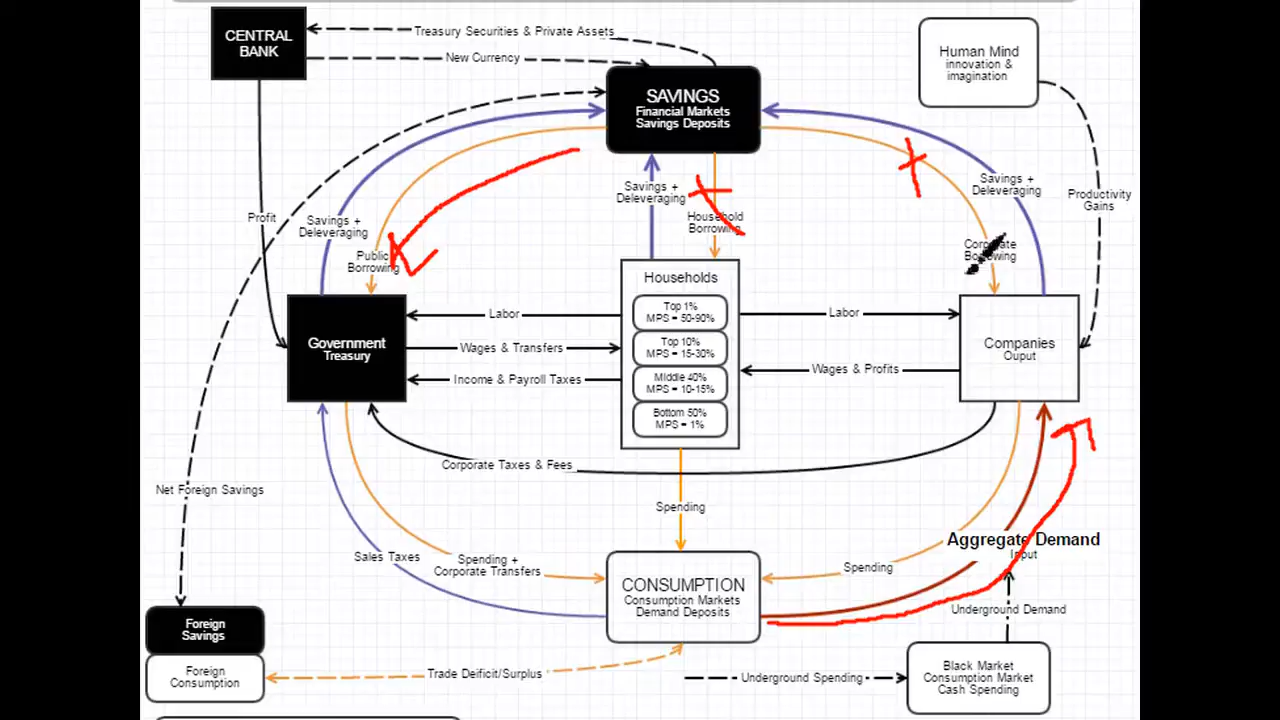 CENTRAL
BANK
Treasury Securities & Private Assets
New Currency
Human Mind
innovation &
imagination
SAVINGS
Financial Markets
Savings Deposits
Savings +
Deleveraging
Household
Borrowing
Savings +
Deleveraging
Productivity
Gains
Profit
Savings +
Deleveraging
Public
Borrowing
Corporate
Borrowing
Households
Top 1%
MPS = 50-90%
Top 10%
MPS = 15-30%
Middle 40%
MPS = 10-15%
Bottom 50%
MPS = 1%
Government
Treasury
Labor
Wages & Transfers
Income & Payroll Taxes
Labor
Wages & Profits
Companies
Ouput
Corporate Taxes & Fees
Net Foreign Savings
Spending
Sales Taxes
Spending +
Corporate Transfers
Spending
Aggregate Demand
Input
CONSUMPTION
Consumption Markets
Demand Deposits
Underground Demand
Foreign
Savings
Foreign
Consumption
Trade Deificit/Surplus
Underground Spending
Black Market
Consumption Market
Cash Spending